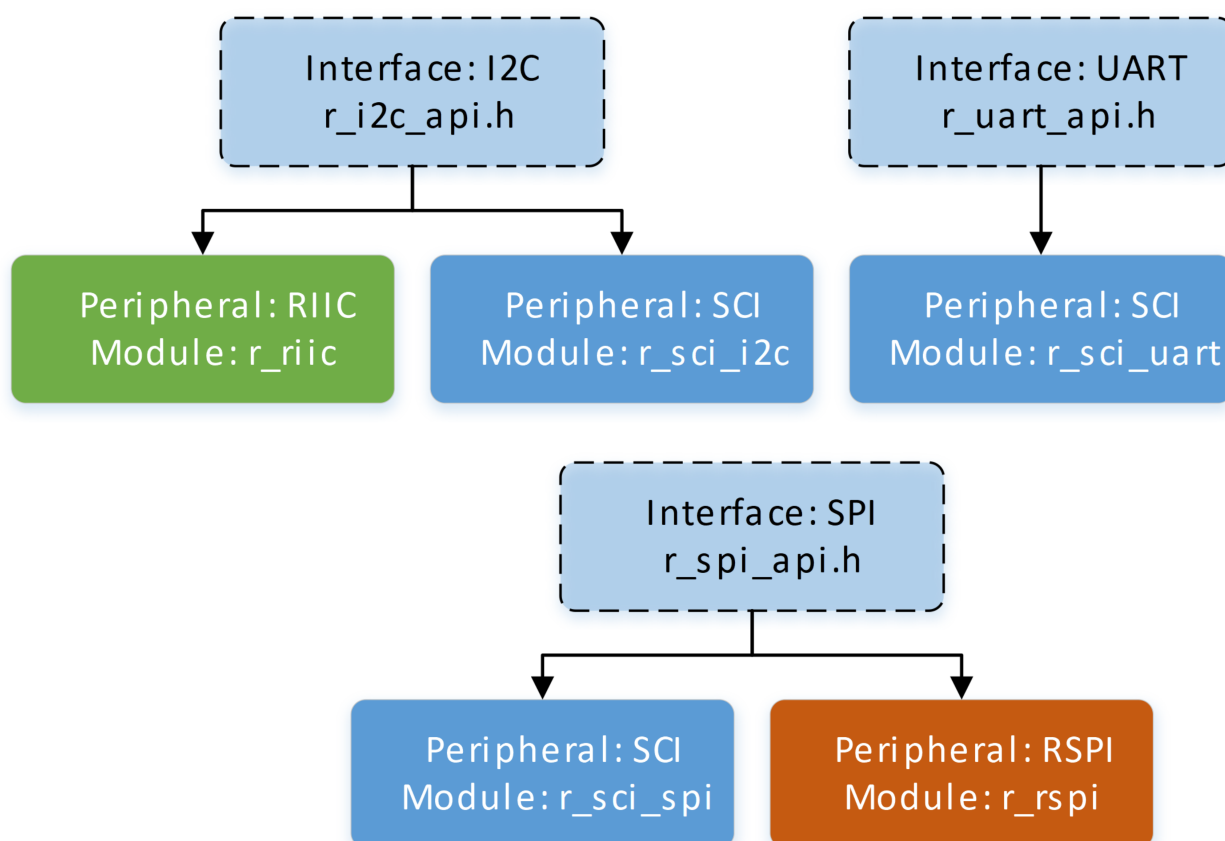 Interface: I2C
r_i2c_api.h
Interface: UART
r_uart_api.h
Peripheral: RIIC
Module: r_riic
Peripheral: SCI
Module: r_sci_i2c
Peripheral: SCI
Module: r_sci_uart
Interface: SPI
r_spi_api.h
Peripheral: SCI
Module: r_sci_spi
Peripheral: RSPI
Module: r_rspi